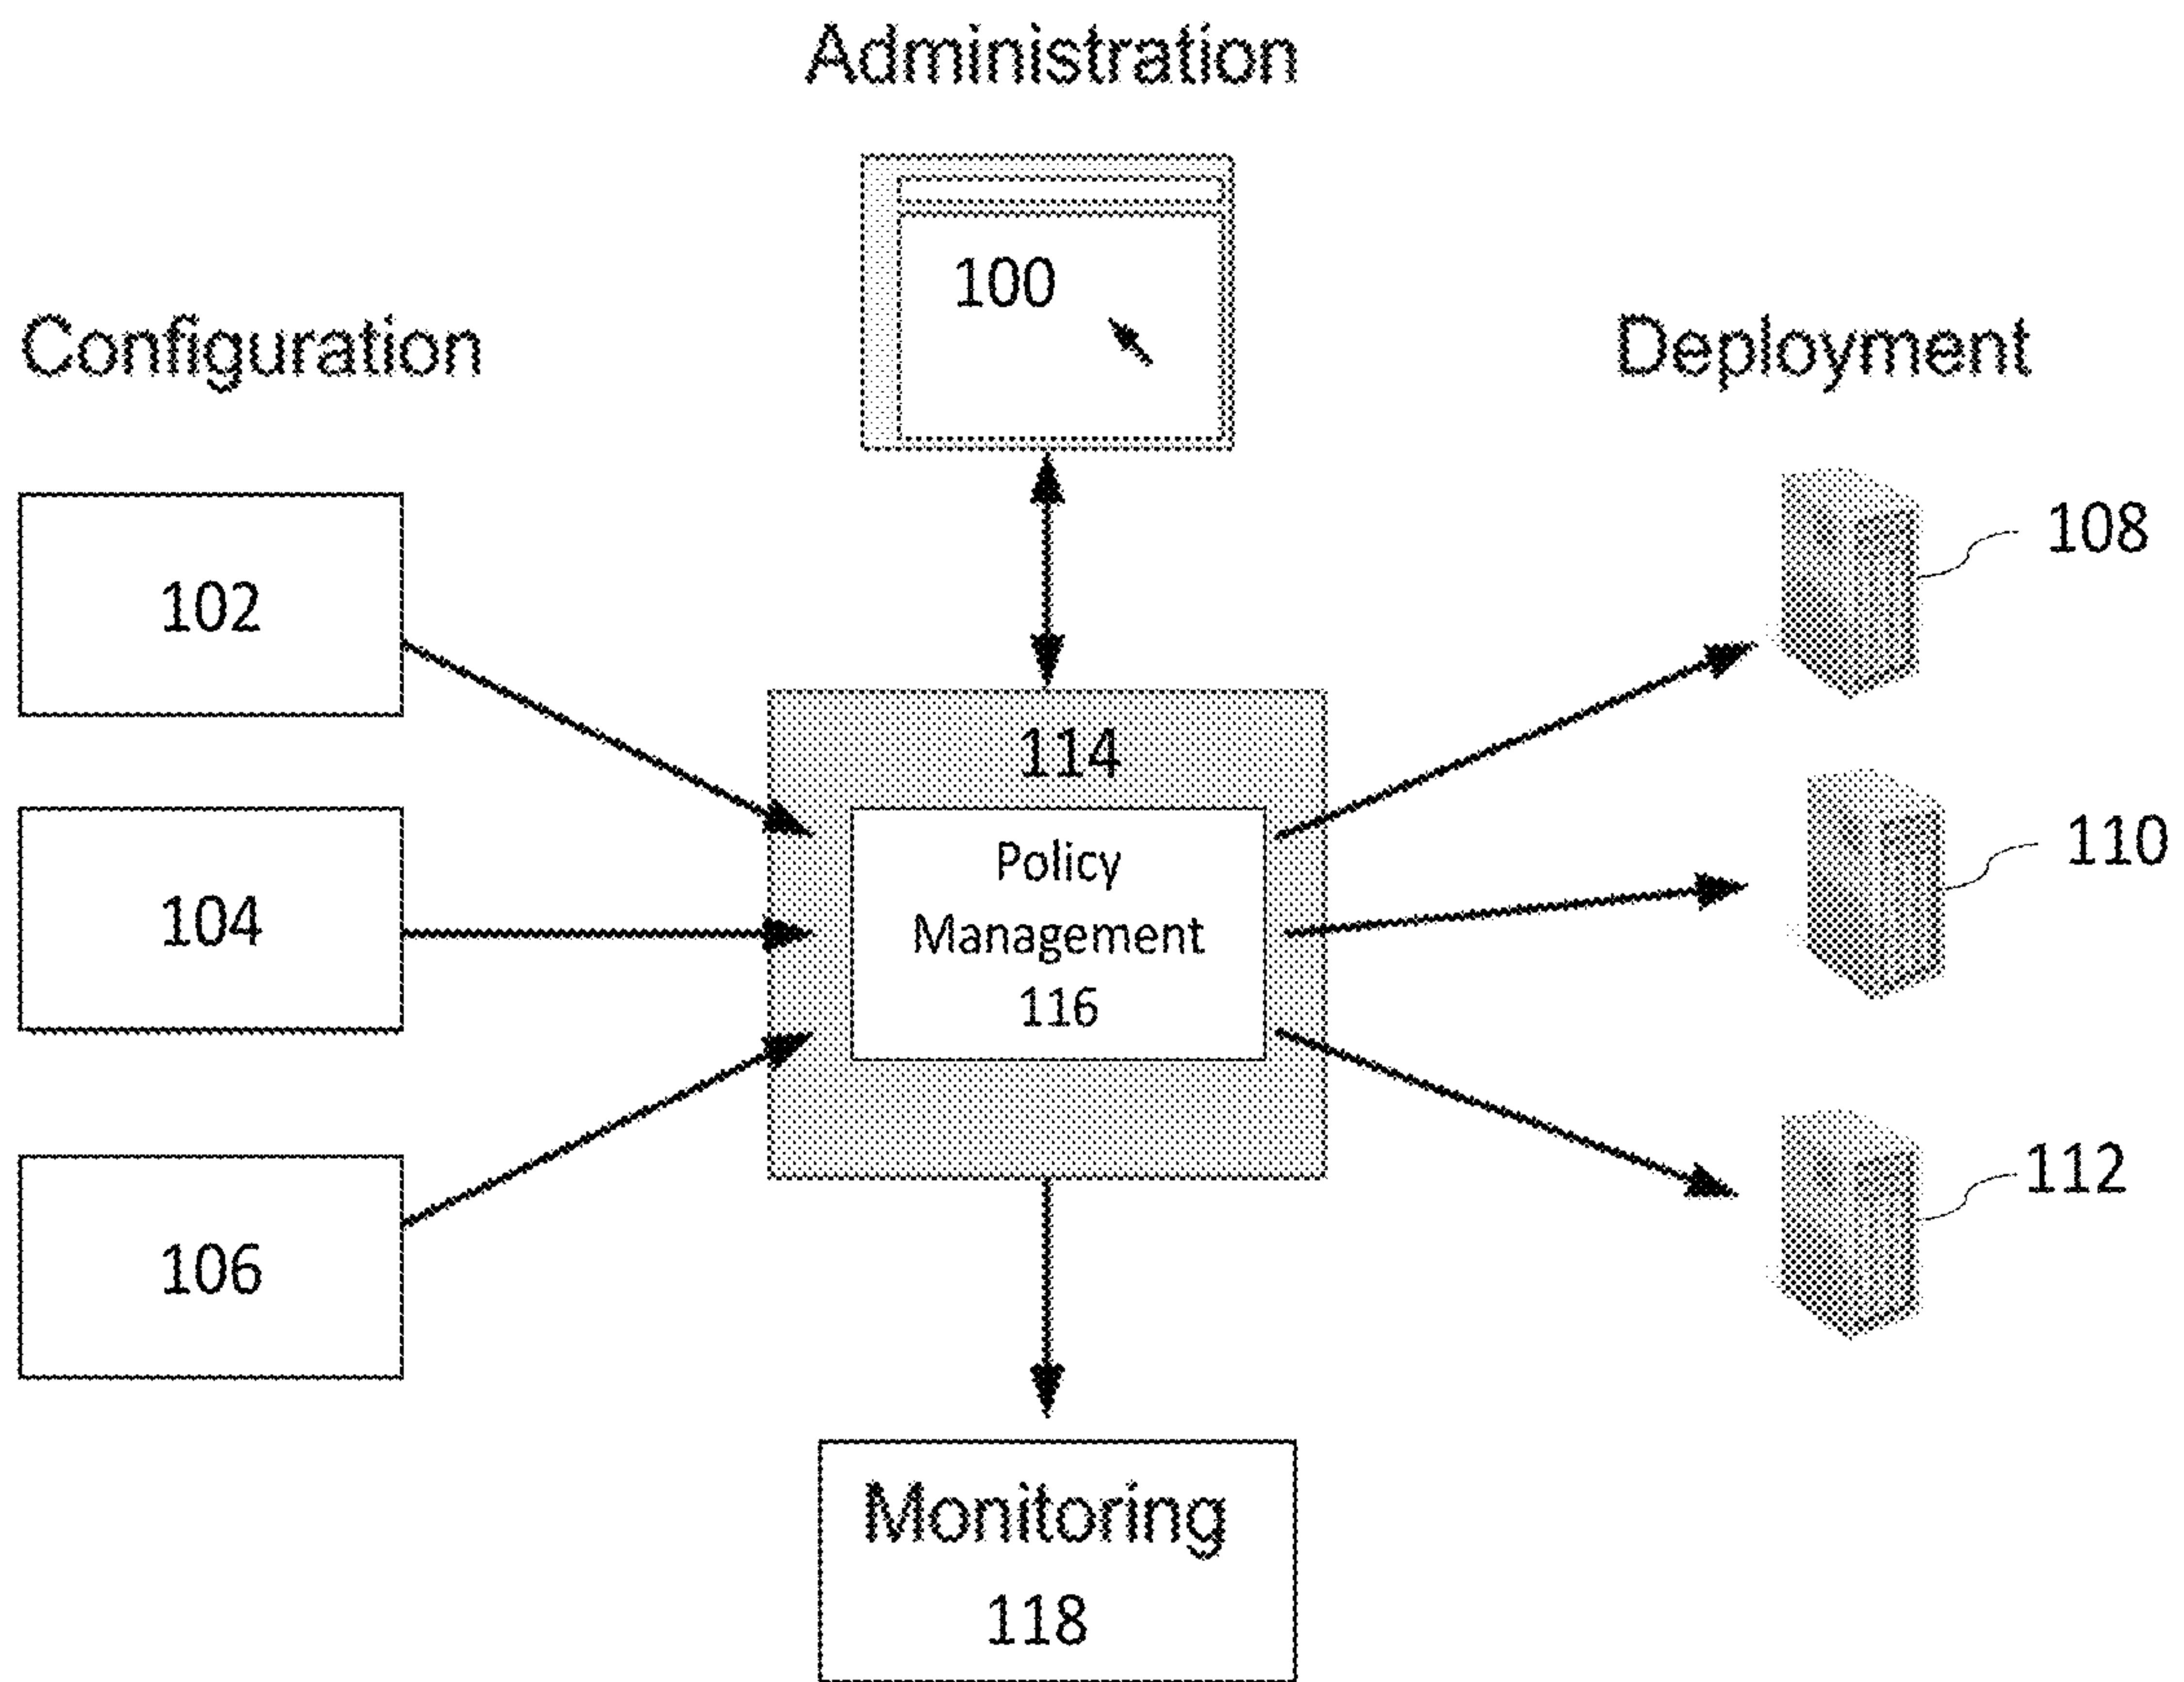 Administration
100
Configuration
Deployment
102
108
114
104
Policy
Management
116
110
106
112
Monitoring
118